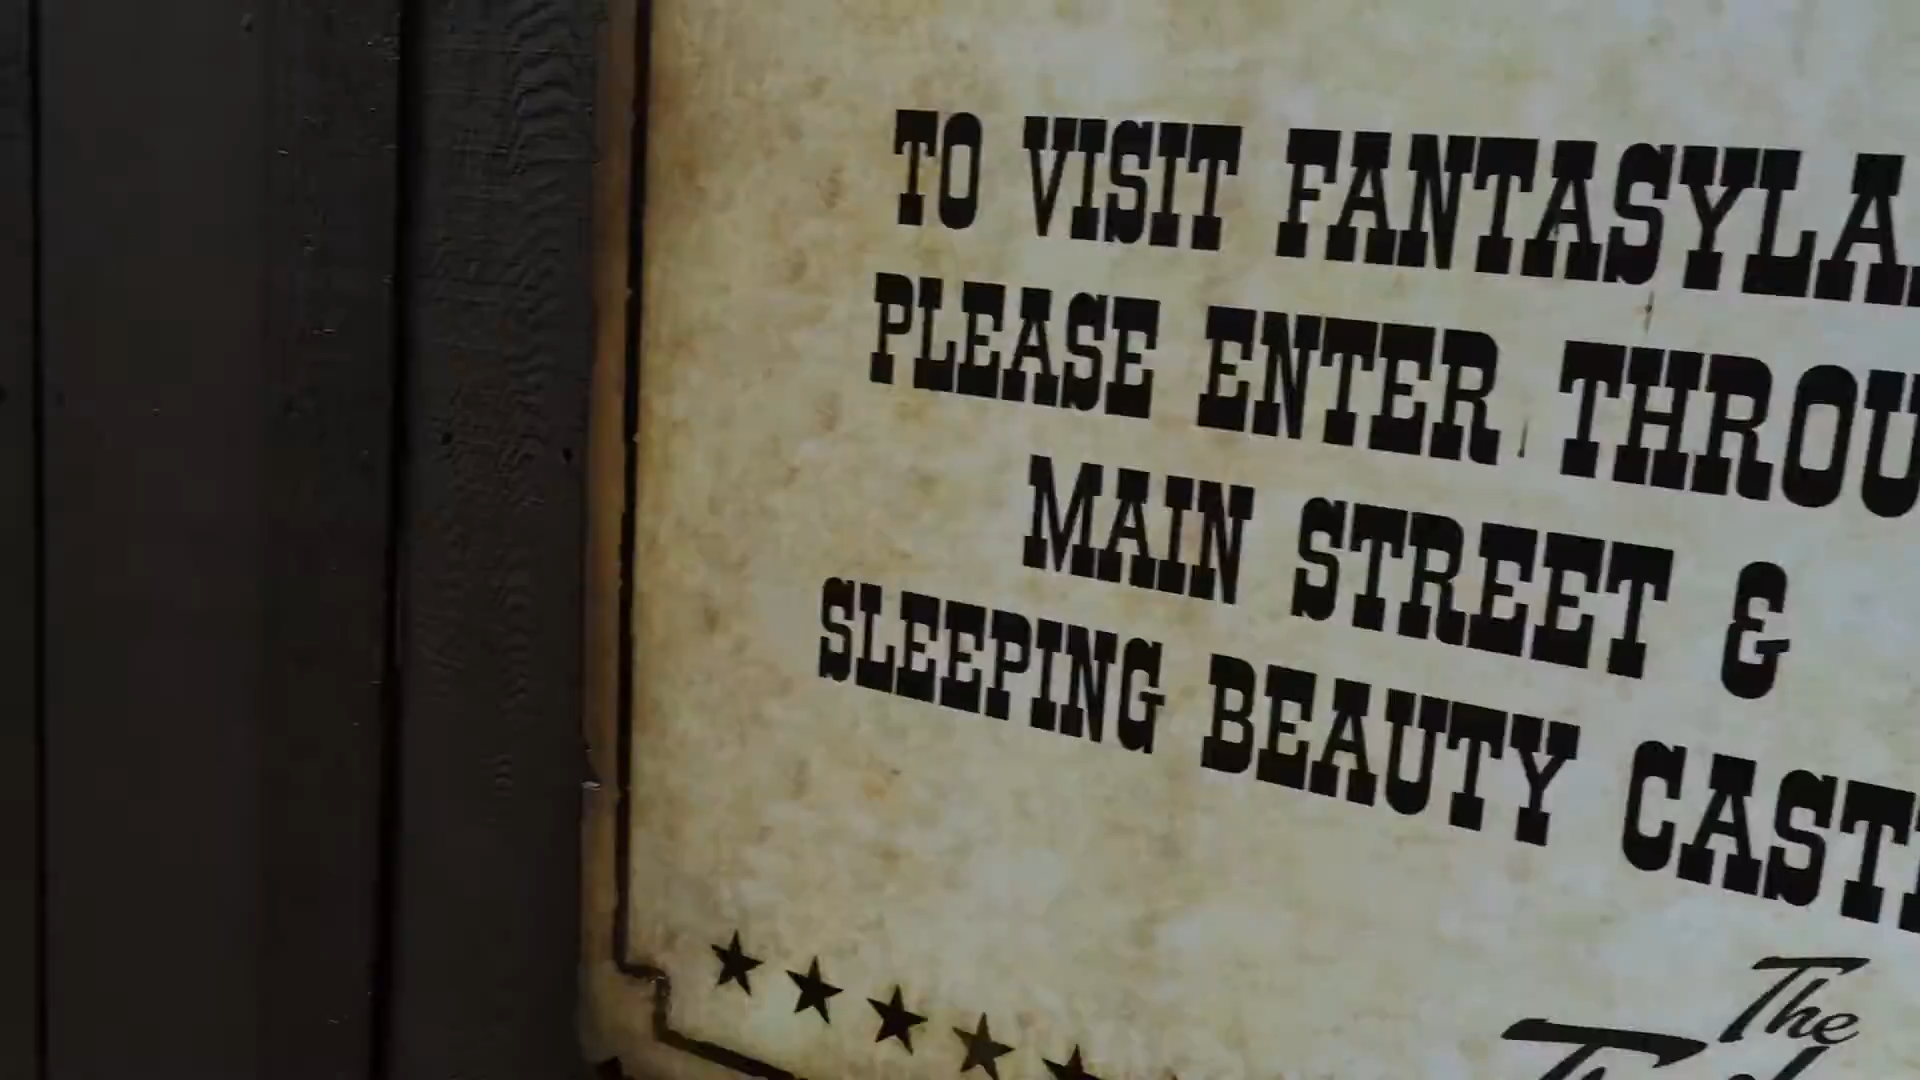 TO VISIT FANTASYLA
PLEASE ENTER THROU
MAIN STREET &
SLEEPING BEAUTY CAST
The